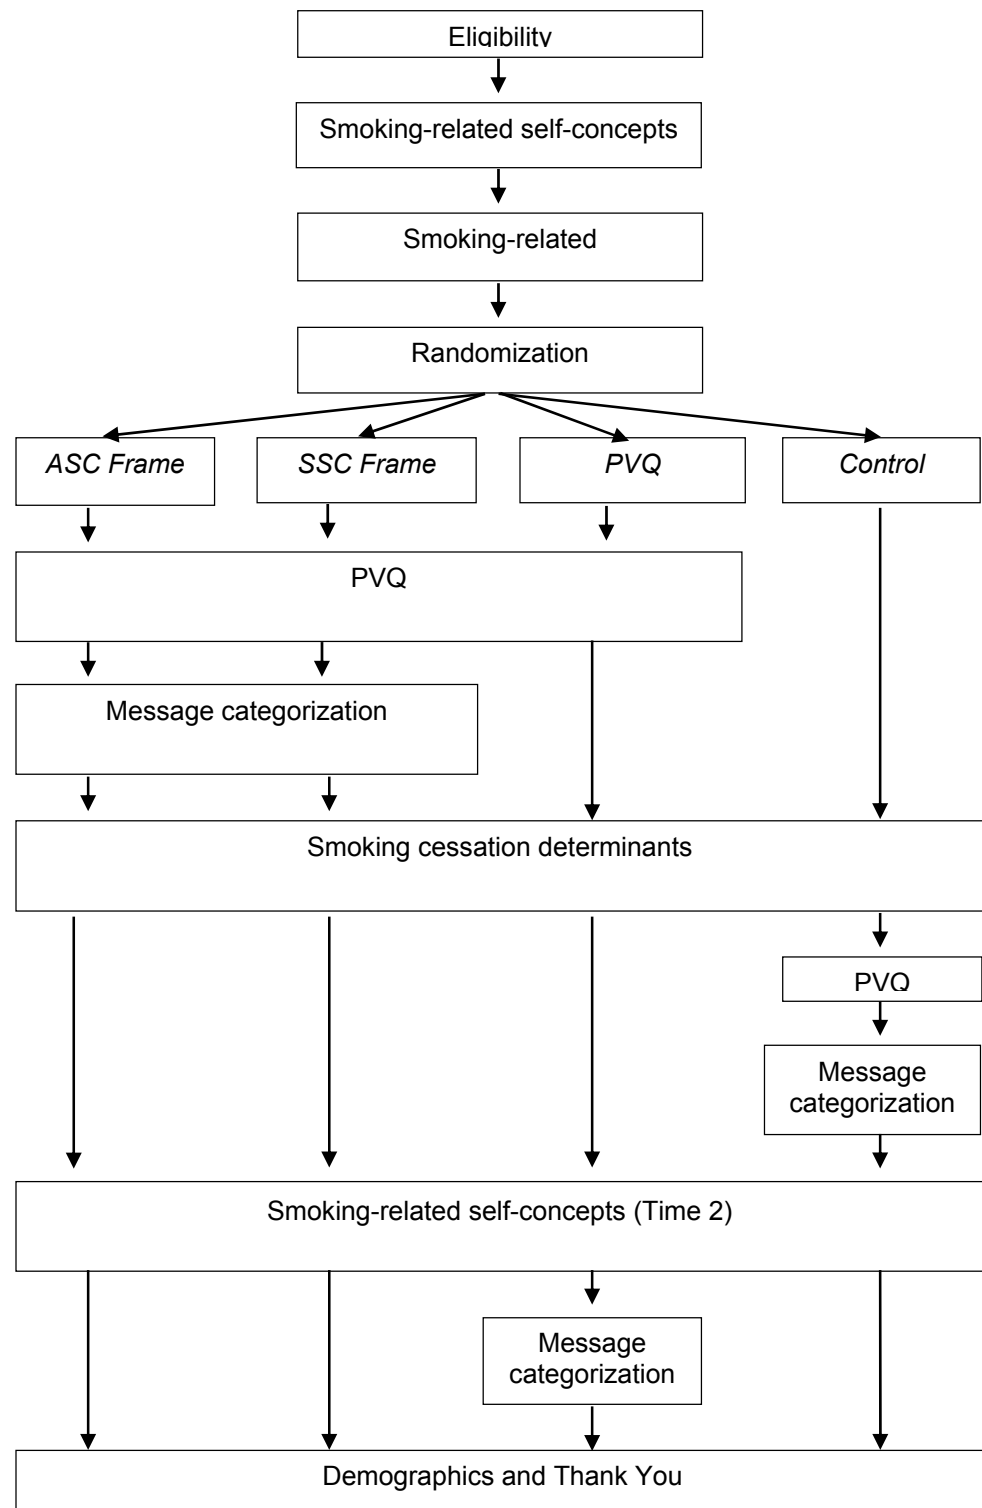 Eligibility
Smoking-related self-concepts
Smoking-related
Randomization
ASC Frame
SSC Frame
PVQ
Control
PVQ
Message categorization
Smoking cessation determinants
PVQ
Message
categorization
Smoking-related self-concepts (Time 2)
Message
categorization
Demographics and Thank You